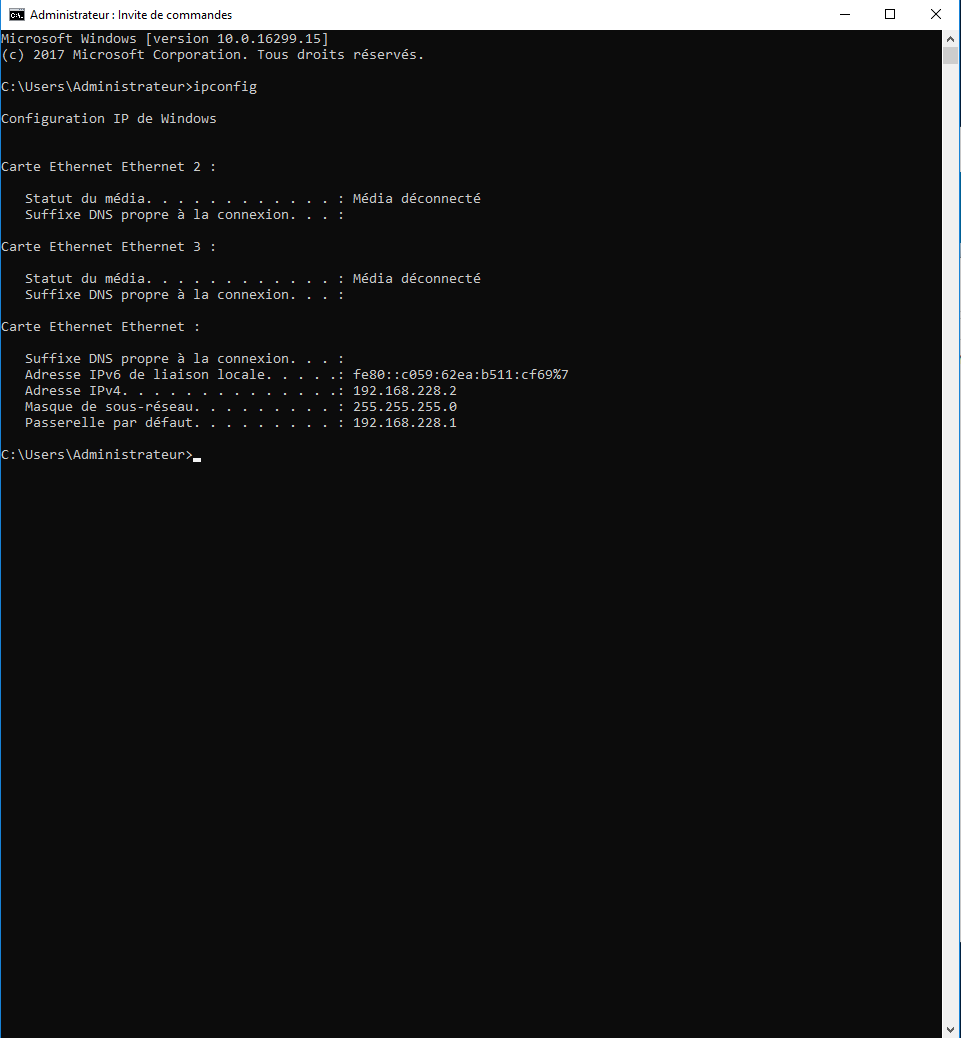 Administrateur : Invite de commandes
Microsoft Windows [version 10.0.16299.15]
(c) 2017 Microsoft Corporation. Tous droits réservés.
C:\Users\Administrateur>ipconfig
Configuration IP de Windows
Carte Ethernet Ethernet 2 :
Statut du média. . . . . . . . . . . . : Média déconnecté
Suffixe DNS propre à la connexion. . . :
Carte Ethernet Ethernet 3 :
Statut du média. . . . . . . . . . . . : Média déconnecté
Suffixe DNS propre à la connexion. . . :
Carte Ethernet Ethernet :
Suffixe DNS propre à la connexion. . . :
Adresse IPv6 de liaison locale. . . . .: fe80::c059:62ea:b511:cf69%7
Adresse IPv4. . . . . . . . . . . . . .: 192.168.228.2
Masque de sous-réseau. . . . . . . . . : 255.255.255.0
Passerelle par défaut. . . . . . . . . : 192.168.228.1
C:\Users\Administrateur>